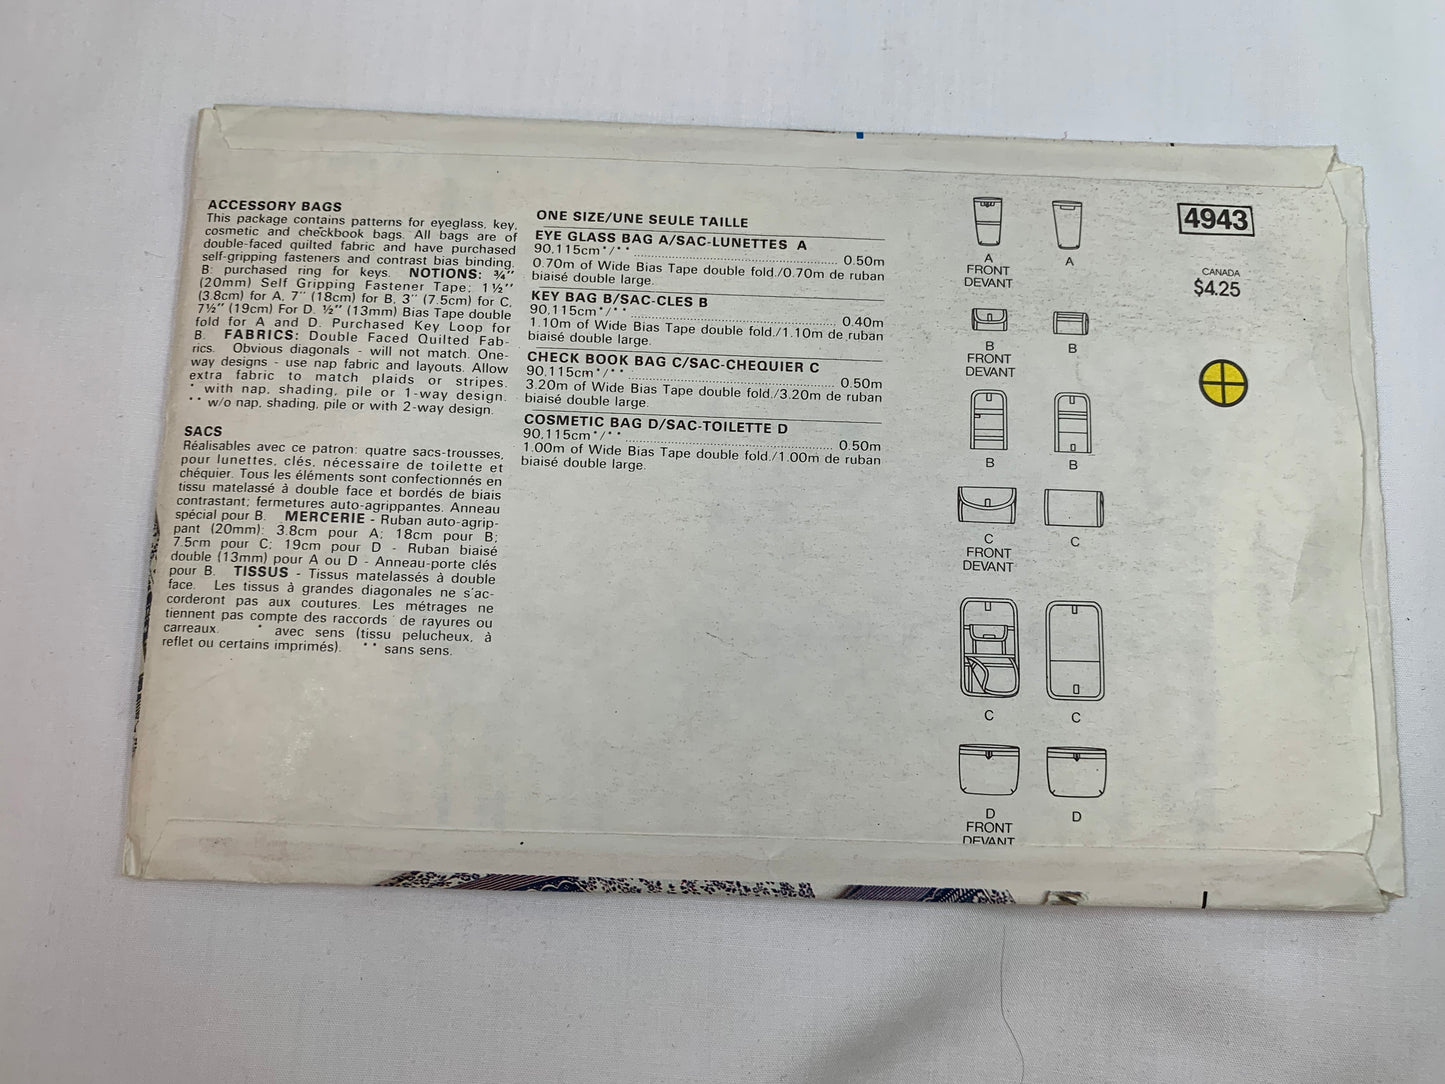 ACCESSORY BAGS
This package contains patterns for eyeglass, key,
cosmetic and checkbook bags. All bags are of
double-faced quilted fabric and have purchased
self-gripping fasteners and contrast bias binding.
B: purchased ring for keys. NOTIONS: ¾''
(20mm) Self Gripping Fastener Tape; 1½''
(3.8cm) for A, 7'' (18cm) for B, 3'' (7.5cm) for C,
7½'' (19cm) For D. ½'' (13mm) Bias Tape double
fold for A and D. Purchased Key Loop for
B. FABRICS: Double Faced Quilted Fab-
rics. Obvious diagonals - will not match. One-
way designs - use nap fabric and layouts. Allow
extra fabric to match plaids or stripes.
* with nap, shading, pile or 1-way design.
** w/o nap, shading, pile or with 2-way design.
SACS
Réalisables avec ce patron: quatre sacs-trousses,
pour lunettes, clés, nécessaire de toilette et
chéquier. Tous les éléments sont confectionnés en
tissu matelassé à double face et bordés de biais
contrastant; fermetures auto-agrippantes. Anneau
spécial pour B. MERCERIE - Ruban auto-agrip-
pant (20mm): 3.8cm pour A; 18cm pour B;
7.5cm pour C; 19cm pour D - Ruban biaisé
double (13mm) pour A ou D - Anneau-porte clés
pour B. TISSUS - Tissus matelassés à double
face. Les tissus à grandes diagonales ne s'ac-
corderont pas aux coutures. Les métrages ne
tiennent pas compte des raccords de rayures ou
carreaux. * avec sens (tissu pelucheux, à
reflet ou certains imprimés). ** sans sens.
ONE SIZE/UNE SEULE TAILLE
EYE GLASS BAG A/SAC-LUNETTES A
90,115cm*/** 0.50m
0.70m of Wide Bias Tape double fold./0.70m de ruban
biaisé double large.
KEY BAG B/SAC-CLES B
90,115cm*/** 0.40m
1.10m of Wide Bias Tape double fold./1.10m de ruban
biaisé double large.
CHECK BOOK BAG C/SAC-CHEQUIER C
90,115cm*/** 0.50m
3.20m of Wide Bias Tape double fold./3.20m de ruban
biaisé double large.
COSMETIC BAG D/SAC-TOILETTE D
90,115cm*/** 0.50m
1.00m of Wide Bias Tape double fold./1.00m de ruban
biaisé double large.
A A
FRONT
DEVANT
B B
FRONT
DEVANT
B B
C C
FRONT
DEVANT
C C
D D
FRONT
DEVANT
4943
CANADA
$4.25